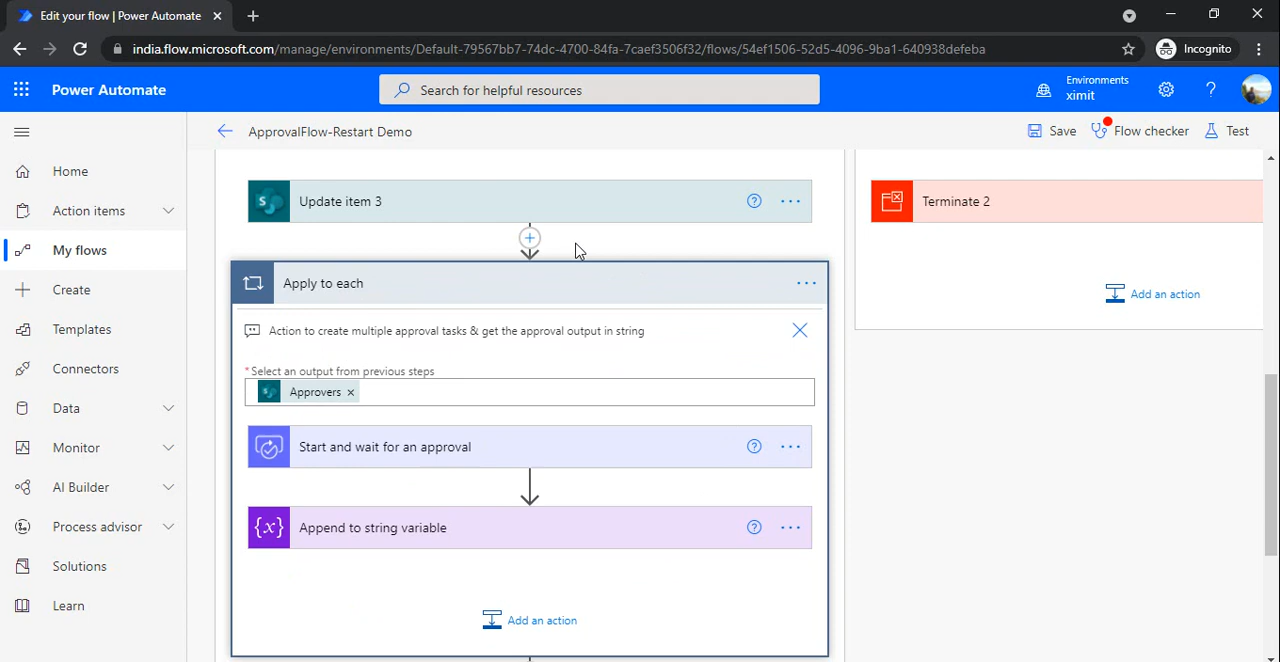 Edit your flow | Power Automate
india.flow.microsoft.com/manage/environments/Default-79567bb7-74dc-4700-84fa-7caef3506f32/flows/54ef1506-52d5-4096-9ba1-640938defeba
Incognito
Power Automate
Search for helpful resources
Environments
ximit
?
ApprovalFlow-Restart Demo
Save
Flow checker
Test
Home
Action items
My flows
Create
Templates
Connectors
Data
Monitor
AI Builder
Process advisor
Solutions
Learn
S
Update item 3
?
Apply to each
Action to create multiple approval tasks & get the approval output in string
* Select an output from previous steps
Approvers
Start and wait for an approval
?
{x}
Append to string variable
?
Add an action
Terminate 2
Add an action